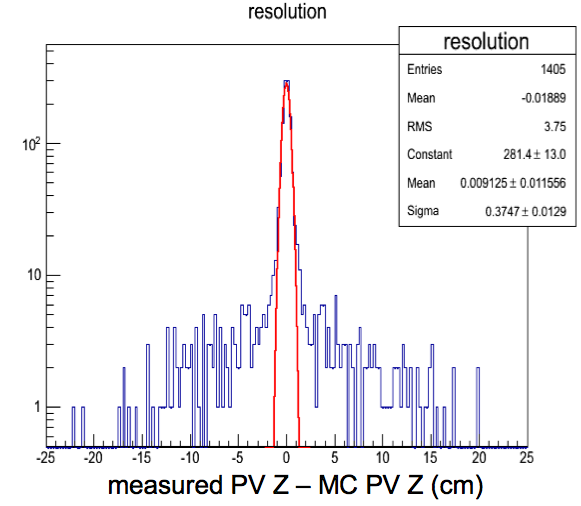 resolution
resolution
Entries 1405
Mean -0.01889
RMS 3.75
Constant 281.4 ± 13.0
Mean 0.009125 ± 0.011556
Sigma 0.3747 ± 0.0129
10²
10
1
-25 -20 -15 -10 -5 0 5 10 15 20 25
measured PV Z – MC PV Z (cm)